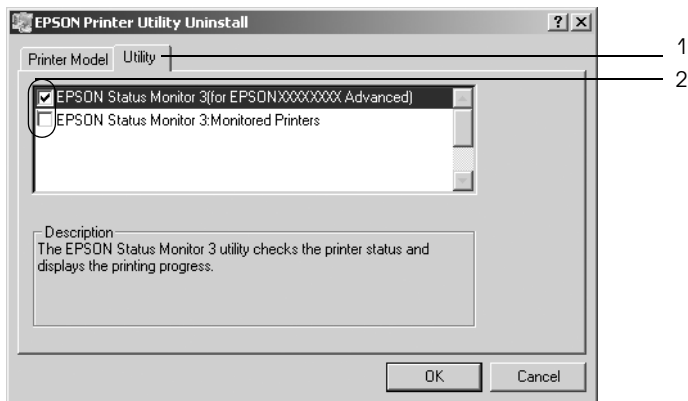 EPSON Printer Utility Uninstall
Printer Model Utility
1
2
EPSON Status Monitor 3(for EPSONXXXXXXXX Advanced)
EPSON Status Monitor 3:Monitored Printers
Description
The EPSON Status Monitor 3 utility checks the printer status and
displays the printing progress.
OK Cancel